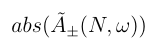 abs(Ã±(N, ω))